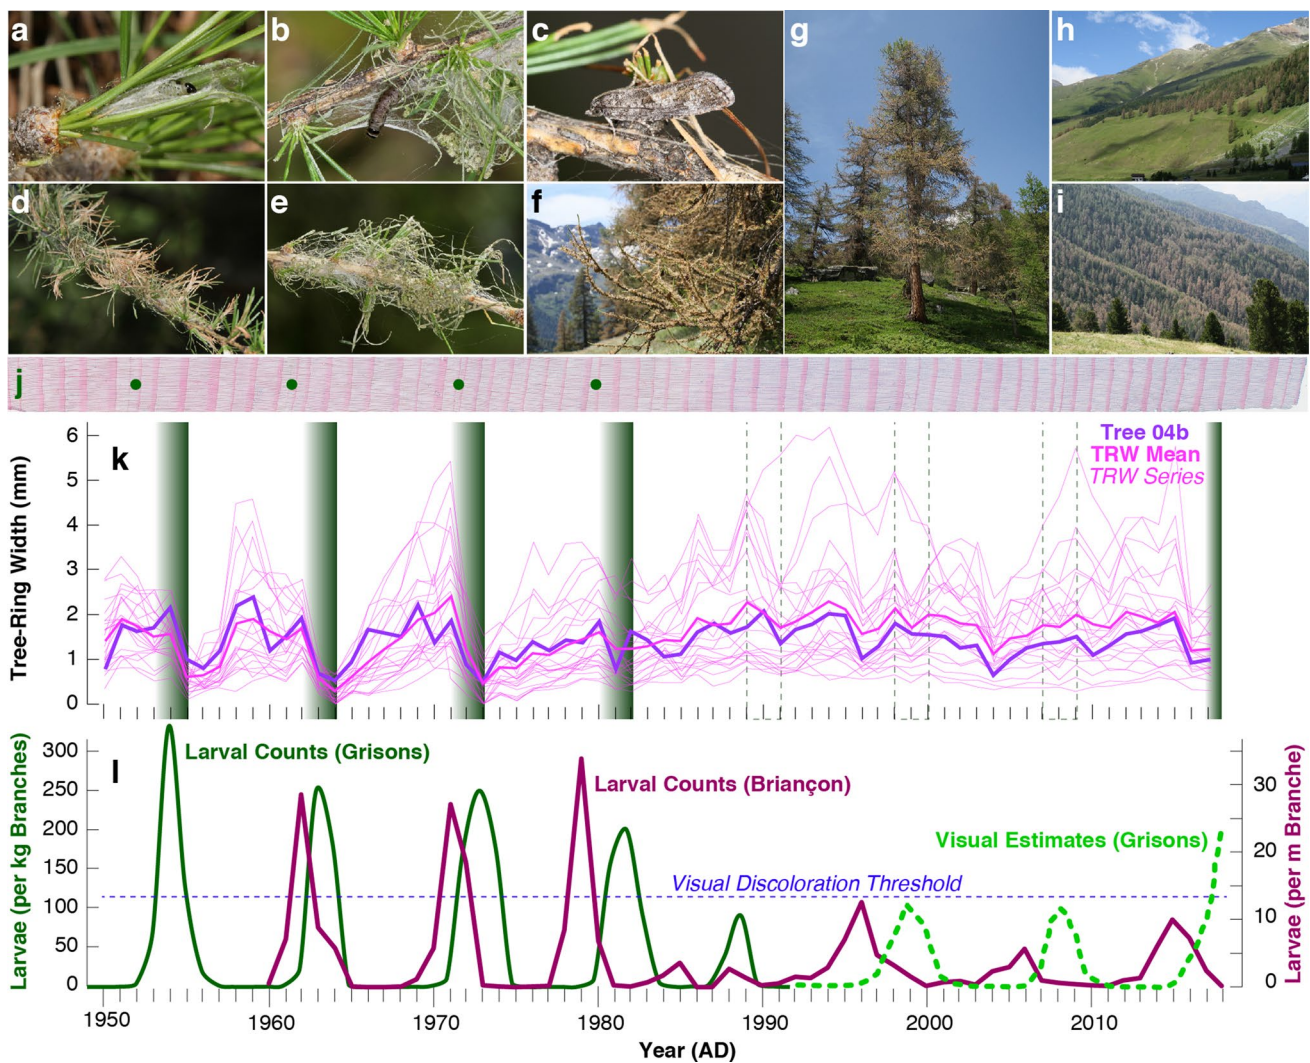 a
b
c
g
h
d
e
f
i
j
k
Tree 04b
TRW Mean
TRW Series
Tree-Ring Width (mm)
6
5
4
3
2
1
0
l
Larval Counts (Grisons)
Larval Counts (Briançon)
Visual Estimates (Grisons)
Visual Discoloration Threshold
Larvae (per kg Branches)
300
250
200
150
100
50
0
Larvae (per m Branche)
30
20
10
0
1950 1960 1970 1980 1990 2000 2010
Year (AD)